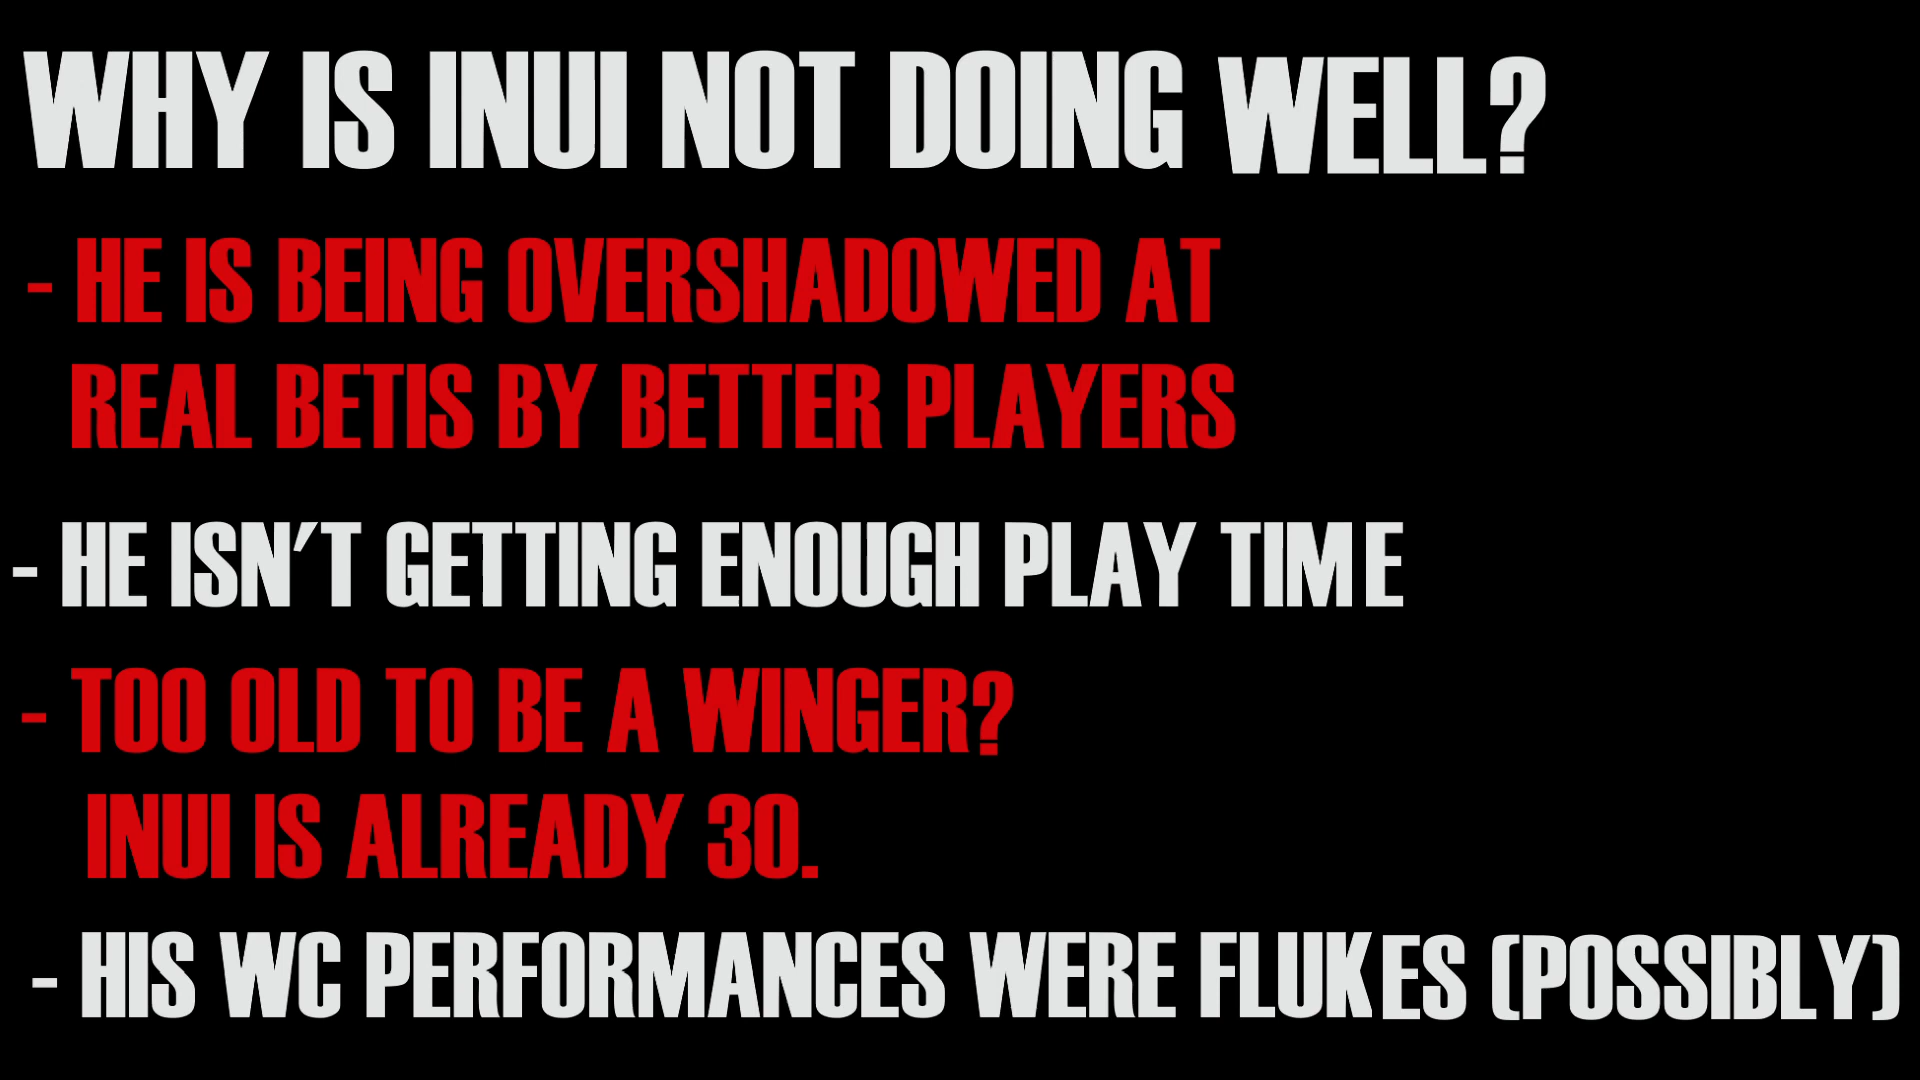 WHY IS INUI NOT DOING WELL?
- HE IS BEING OVERSHADOWED AT
REAL BETIS BY BETTER PLAYERS
- HE ISN'T GETTING ENOUGH PLAY TIME
- TOO OLD TO BE A WINGER?
INUI IS ALREADY 30.
- HIS WC PERFORMANCES WERE FLUKES (POSSIBLY)